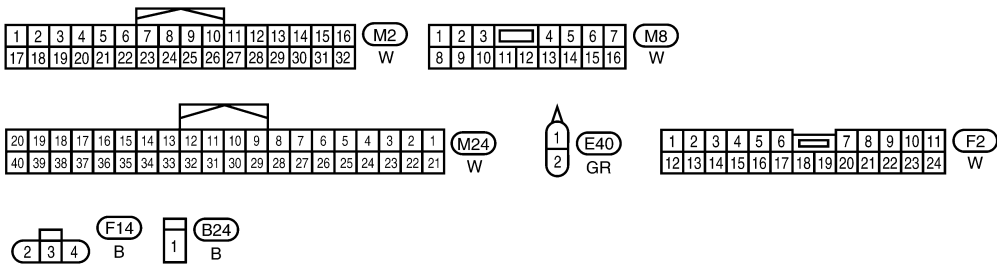 1 2 3 4 5 6 7 8 9 10 11 12 13 14 15 16 M2
17 18 19 20 21 22 23 24 25 26 27 28 29 30 31 32 W
1 2 3 4 5 6 7 M8
8 9 10 11 12 13 14 15 16 W
20 19 18 17 16 15 14 13 12 11 10 9 8 7 6 5 4 3 2 1 M24
40 39 38 37 36 35 34 33 32 31 30 29 28 27 26 25 24 23 22 21 W
1 E40
2 GR
1 2 3 4 5 6 7 8 9 10 11 F2
12 13 14 15 16 17 18 19 20 21 22 23 24 W
F14
2 3 4 B
B24
1 B